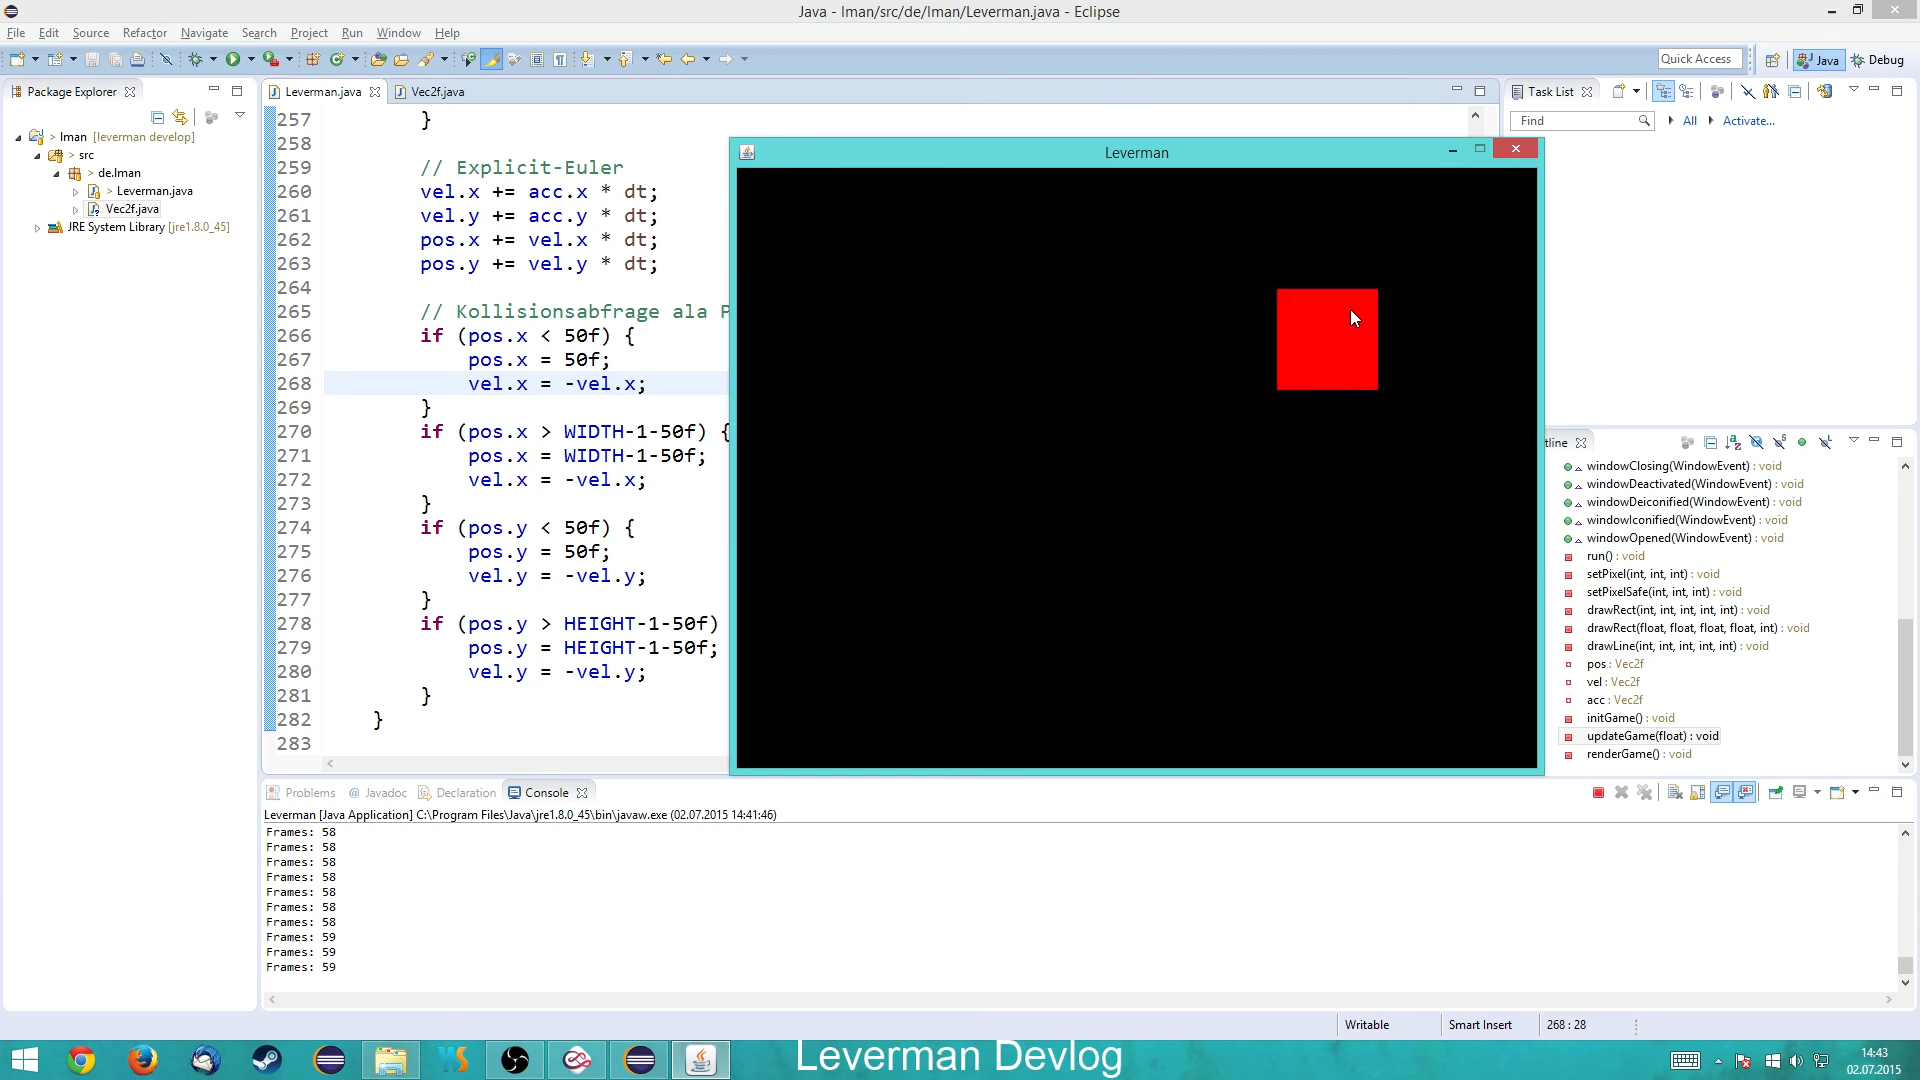 Java - lman/src/de/lman/Leverman.java - Eclipse
File Edit Source Refactor Navigate Search Project Run Window Help
Quick Access
Java
Debug
Package Explorer
> lman [leverman develop]
> src
> de.lman
> Leverman.java
Vec2f.java
JRE System Library [jre1.8.0_45]
Leverman.java
Vec2f.java
257 }
258
259 // Explicit-Euler
260 vel.x += acc.x * dt;
261 vel.y += acc.y * dt;
262 pos.x += vel.x * dt;
263 pos.y += vel.y * dt;
264
265 // Kollisionsabfrage ala P
266 if (pos.x < 50f) {
267 pos.x = 50f;
268 vel.x = -vel.x;
269 }
270 if (pos.x > WIDTH-1-50f) {
271 pos.x = WIDTH-1-50f;
272 vel.x = -vel.x;
273 }
274 if (pos.y < 50f) {
275 pos.y = 50f;
276 vel.y = -vel.y;
277 }
278 if (pos.y > HEIGHT-1-50f)
279 pos.y = HEIGHT-1-50f;
280 vel.y = -vel.y;
281 }
282 }
283
Leverman
Task List
Find
All
Activate...
tline
windowClosing(WindowEvent) : void
windowDeactivated(WindowEvent) : void
windowDeiconified(WindowEvent) : void
windowIconified(WindowEvent) : void
windowOpened(WindowEvent) : void
run() : void
setPixel(int, int, int) : void
setPixelSafe(int, int, int) : void
drawRect(int, int, int, int, int) : void
drawRect(float, float, float, float, int) : void
drawLine(int, int, int, int, int) : void
pos : Vec2f
vel : Vec2f
acc : Vec2f
initGame() : void
updateGame(float) : void
renderGame() : void
Problems
@ Javadoc
Declaration
Console
Leverman [Java Application] C:\Program Files\Java\jre1.8.0_45\bin\javaw.exe (02.07.2015 14:41:46)
Frames: 58
Frames: 58
Frames: 58
Frames: 58
Frames: 58
Frames: 58
Frames: 58
Frames: 59
Frames: 59
Frames: 59
Writable
Smart Insert
268 : 28
Leverman Devlog
14:43
02.07.2015